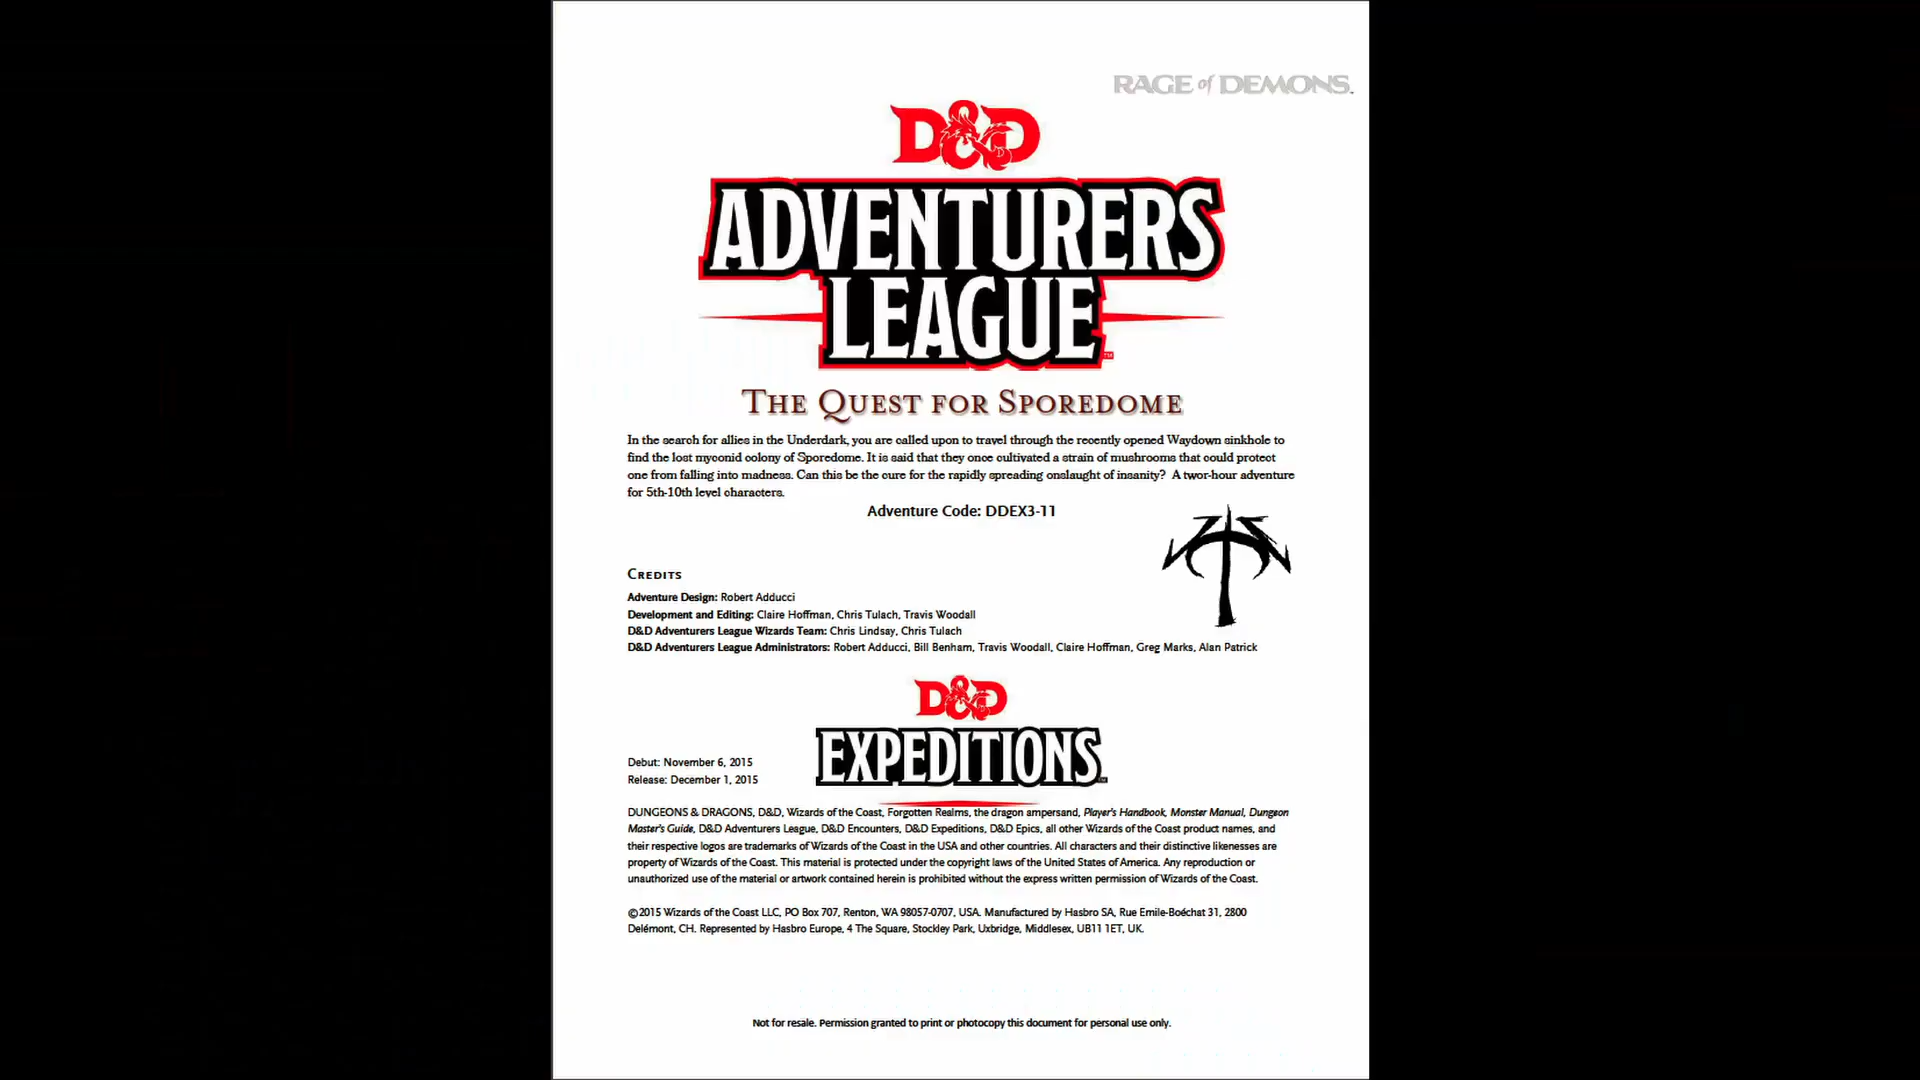 RAGE of DEMONS™
D&D
ADVENTURERS
LEAGUE™
THE QUEST FOR SPOREDOME
In the search for allies in the Underdark, you are called upon to travel through the recently opened Waydown sinkhole to
find the lost myconid colony of Sporedome. It is said that they once cultivated a strain of mushrooms that could protect
one from falling into madness. Can this be the cure for the rapidly spreading onslaught of insanity? A twor-hour adventure
for 5th-10th level characters.
Adventure Code: DDEX3-11
CREDITS
Adventure Design: Robert Adducci
Development and Editing: Claire Hoffman, Chris Tulach, Travis Woodall
D&D Adventurers League Wizards Team: Chris Lindsay, Chris Tulach
D&D Adventurers League Administrators: Robert Adducci, Bill Benham, Travis Woodall, Claire Hoffman, Greg Marks, Alan Patrick
D&D
EXPEDITIONS™
Debut: November 6, 2015
Release: December 1, 2015
DUNGEONS & DRAGONS, D&D, Wizards of the Coast, Forgotten Realms, the dragon ampersand, Player's Handbook, Monster Manual, Dungeon
Master's Guide, D&D Adventurers League, D&D Encounters, D&D Expeditions, D&D Epics, all other Wizards of the Coast product names, and
their respective logos are trademarks of Wizards of the Coast in the USA and other countries. All characters and their distinctive likenesses are
property of Wizards of the Coast. This material is protected under the copyright laws of the United States of America. Any reproduction or
unauthorized use of the material or artwork contained herein is prohibited without the express written permission of Wizards of the Coast.
©2015 Wizards of the Coast LLC, PO Box 707, Renton, WA 98057-0707, USA. Manufactured by Hasbro SA, Rue Emile-Boéchat 31, 2800
Delémont, CH. Represented by Hasbro Europe, 4 The Square, Stockley Park, Uxbridge, Middlesex, UB11 1ET, UK.
Not for resale. Permission granted to print or photocopy this document for personal use only.